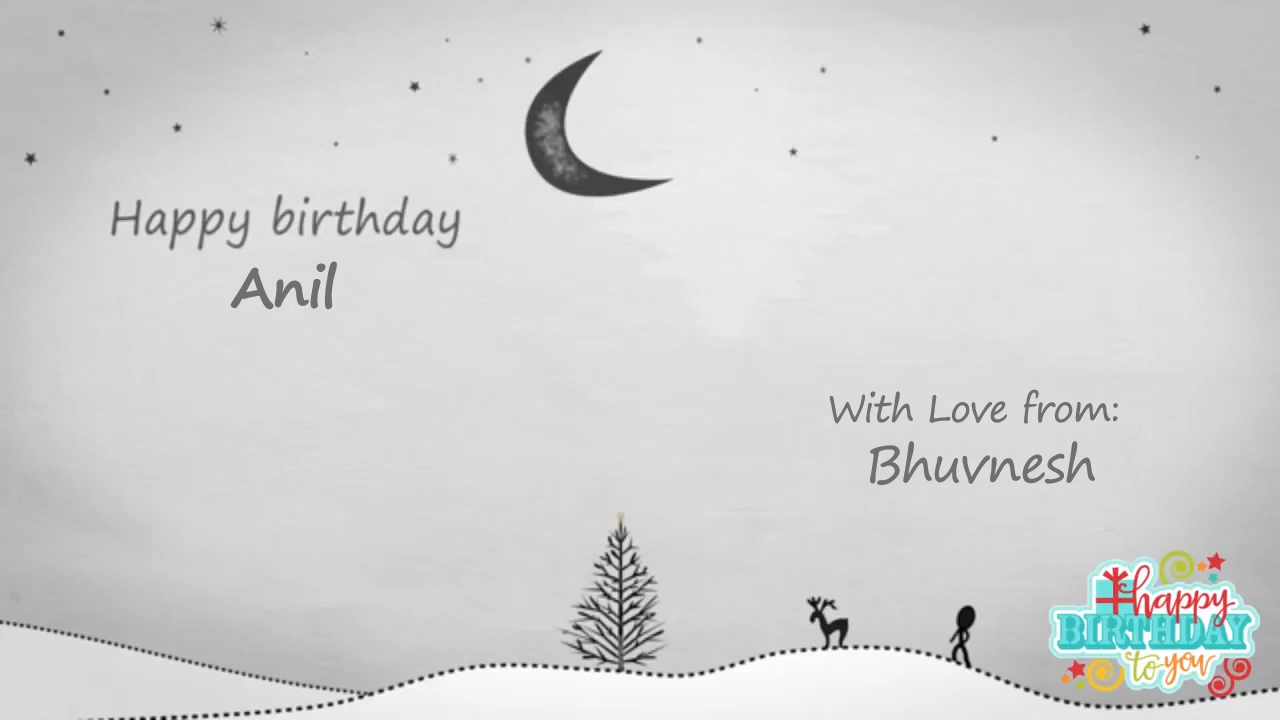 Happy birthday
Anil
With Love from:
Bhuvnesh
happy
BIRTHDAY
to you